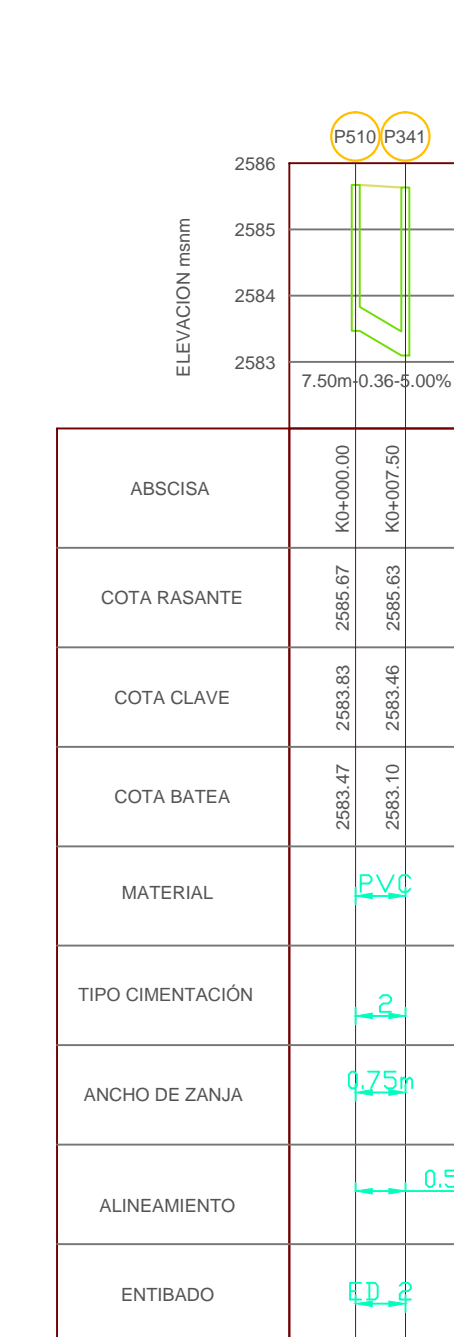 P510 P341
2586
2585
2584
2583
ELEVACION msnm
7.50m-0.36-5.00%
ABSCISA K0+000.00 K0+007.50
COTA RASANTE 2585.67 2585.63
COTA CLAVE 2583.83 2583.46
COTA BATEA 2583.47 2583.10
MATERIAL PVC
TIPO CIMENTACIÓN 2
ANCHO DE ZANJA 0.75m
ALINEAMIENTO 0.5
ENTIBADO ED 2